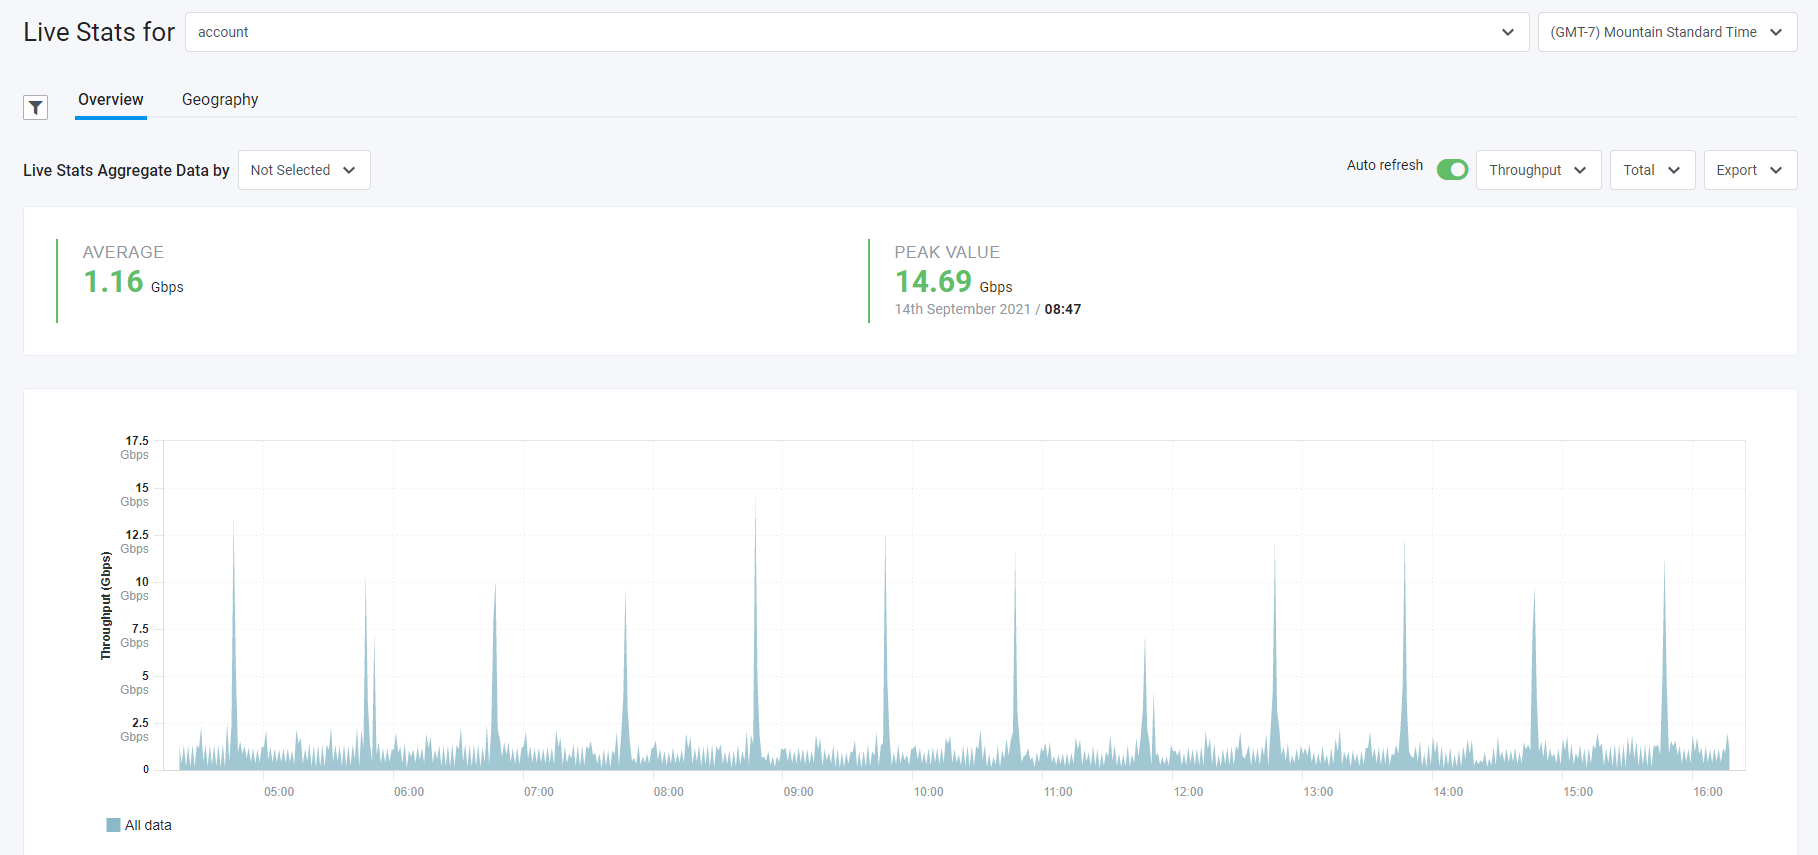 Live Stats for account (GMT-7) Mountain Standard Time
Overview Geography
Live Stats Aggregate Data by Not Selected Auto refresh Throughput Total Export
AVERAGE PEAK VALUE
1.16 Gbps 14.69 Gbps
14th September 2021 / 08:47
Throughput (Gbps)
17.5
Gbps
15
Gbps
12.5
Gbps
10
Gbps
7.5
Gbps
5
Gbps
2.5
Gbps
0
05:00 06:00 07:00 08:00 09:00 10:00 11:00 12:00 13:00 14:00 15:00 16:00
All data